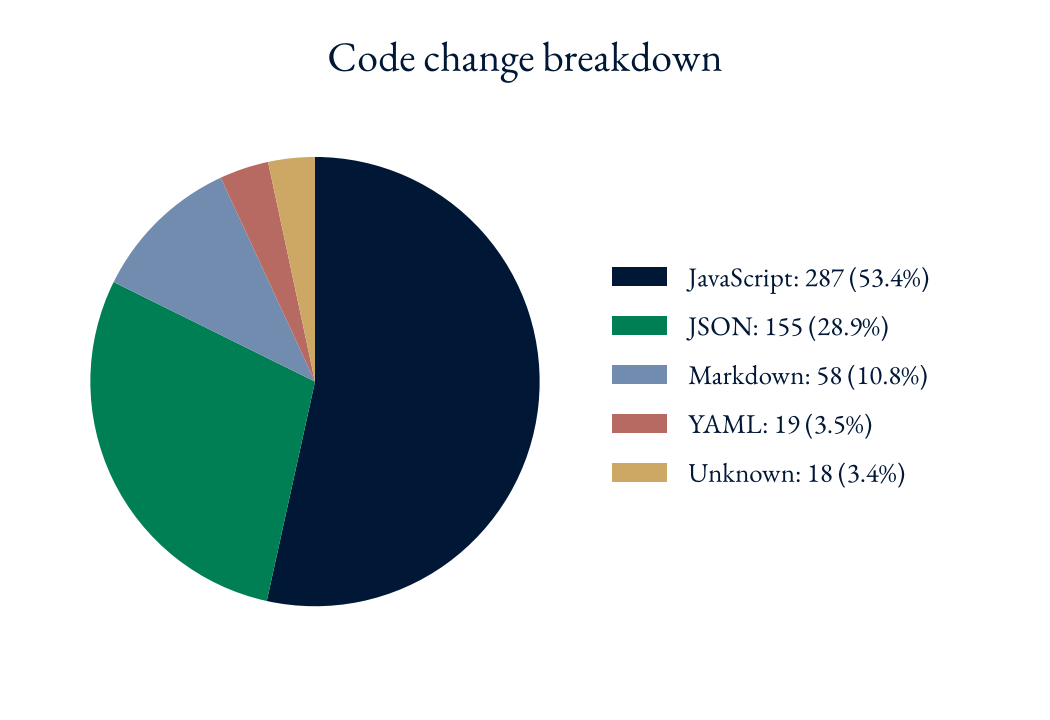 Code change breakdown
JavaScript: 287 (53.4%)
JSON: 155 (28.9%)
Markdown: 58 (10.8%)
YAML: 19 (3.5%)
Unknown: 18 (3.4%)